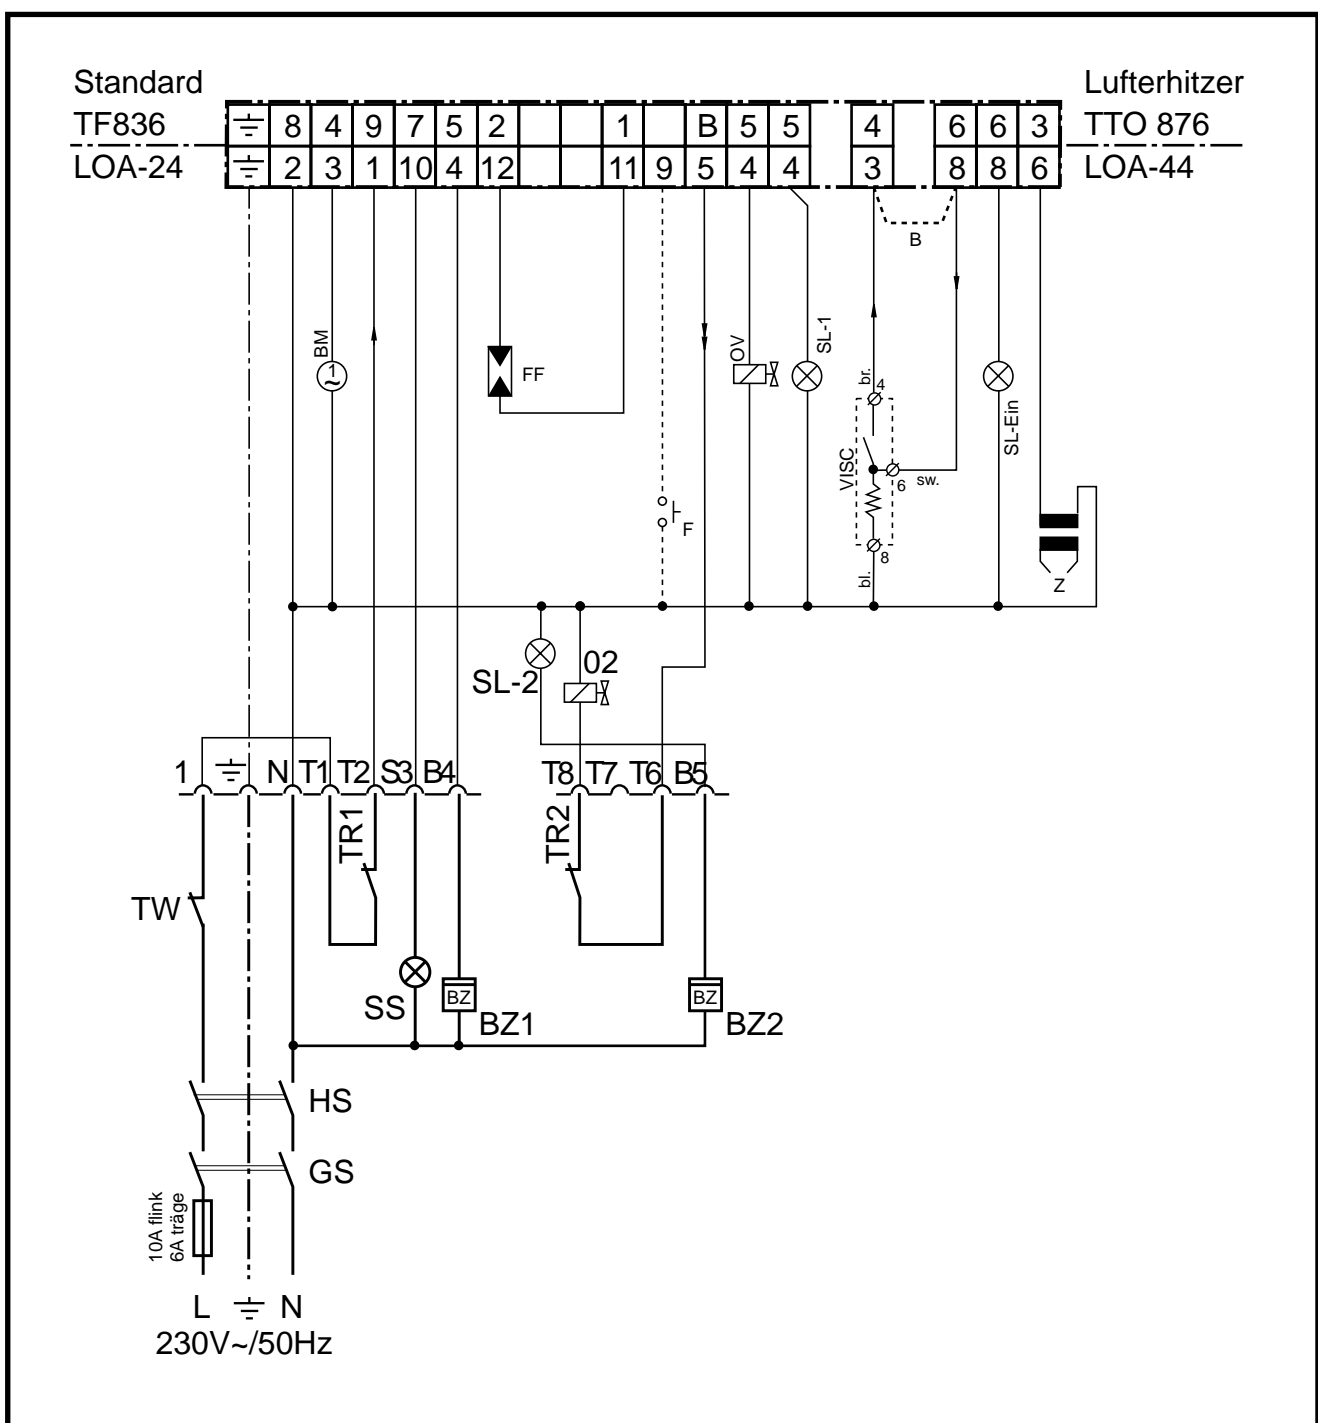 Standard
Lufterhitzer
TF836
8 4 9 7 5 2 1 B 5 5 4 6 6 3
TTO 876
LOA-24
2 3 1 10 4 12 11 9 5 4 4 3 8 8 6
LOA-44
B
BM
1
~
FF
OV
SL-1
br.
4
VISC
6
sw.
8
bl.
SL-Ein
F
Z
SL-2
02
1 N T1 T2 S3 B4
T8 T7 T6 B5
TR1
TR2
TW
SS
BZ
BZ1
BZ
BZ2
HS
GS
10A flink
6A träge
L N
230V~/50Hz